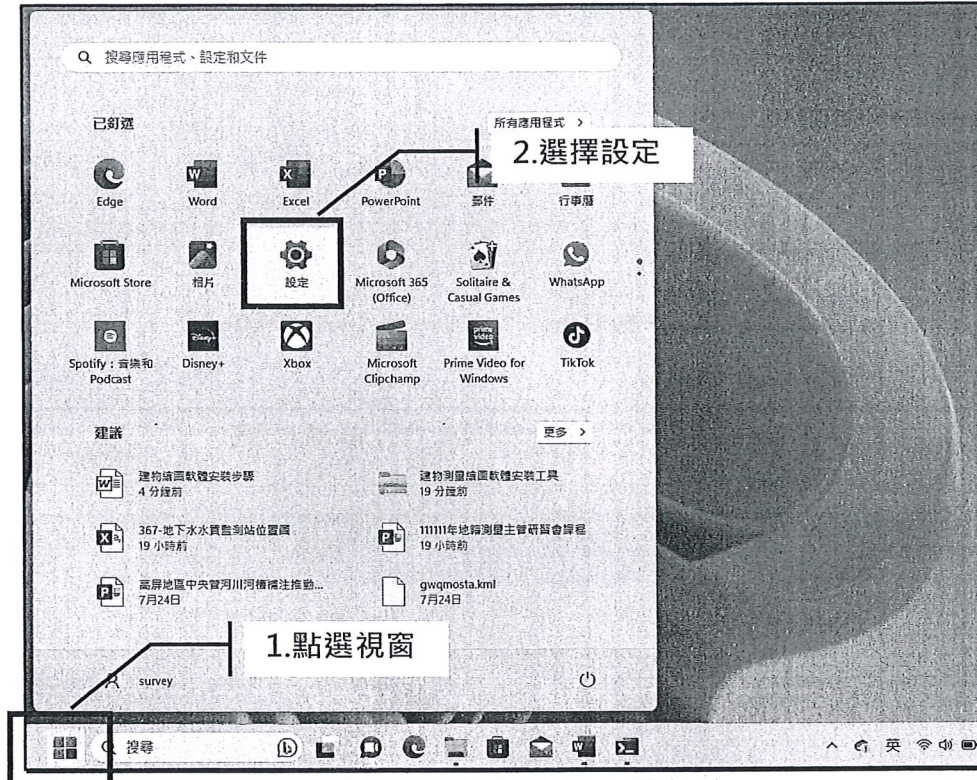 搜尋應用程式、設定和文件
已釘選
所有應用程式 >
2.選擇設定
Edge
Word
Excel
PowerPoint
郵件
行事曆
Microsoft Store
相片
設定
Microsoft 365 (Office)
Solitaire & Casual Games
WhatsApp
Spotify:音樂和 Podcast
Disney+
Xbox
Microsoft Clipchamp
Prime Video for Windows
TikTok
建議
更多 >
建物繪圖軟體安裝步驟
4 分鐘前
建物測量繪圖軟體安裝工具
19 分鐘前
367-地下水水質監測站位置圖
19 小時前
111111年地籍測量主管研習會課程
19 小時前
高屏地區中央管河川河槽補注推動...
7月24日
gwqmosta.kml
7月24日
1.點選視窗
survey
搜尋
英